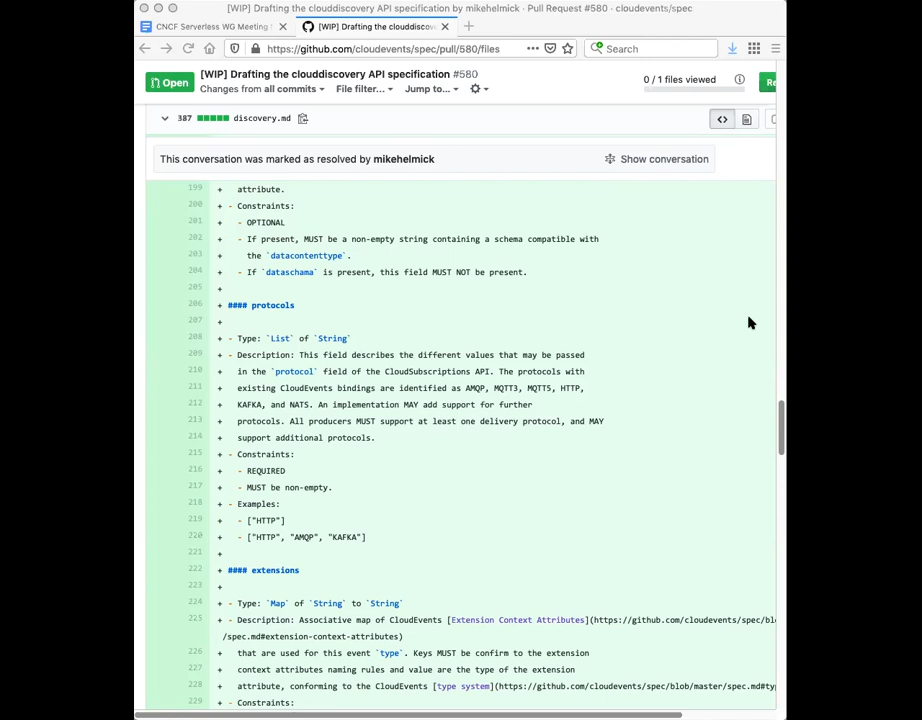 [WIP] Drafting the clouddiscovery API specification by mikehelmick · Pull Request #580 · cloudevents/spec
CNCF Serverless WG Meeting
[WIP] Drafting the clouddiscove
https://github.com/cloudevents/spec/pull/580/files
Search
Open
[WIP] Drafting the clouddiscovery API specification #580
Changes from all commits File filter... Jump to...
0 / 1 files viewed
Re
387 discovery.md
This conversation was marked as resolved by mikehelmick
Show conversation
199 + attribute.
200 + - Constraints:
201 + - OPTIONAL
202 + - If present, MUST be a non-empty string containing a schema compatible with
203 + the `datacontenttype`.
204 + - If `dataschama` is present, this field MUST NOT be present.
205 +
206 + #### protocols
207 +
208 + - Type: `List` of `String`
209 + - Description: This field describes the different values that may be passed
210 + in the `protocol` field of the CloudSubscriptions API. The protocols with
211 + existing CloudEvents bindings are identified as AMQP, MQTT3, MQTT5, HTTP,
212 + KAFKA, and NATS. An implementation MAY add support for further
213 + protocols. All producers MUST support at least one delivery protocol, and MAY
214 + support additional protocols.
215 + - Constraints:
216 + - REQUIRED
217 + - MUST be non-empty.
218 + - Examples:
219 + - ["HTTP"]
220 + - ["HTTP", "AMQP", "KAFKA"]
221 +
222 + #### extensions
223 +
224 + - Type: `Map` of `String` to `String`
225 + - Description: Associative map of CloudEvents [Extension Context Attributes](https://github.com/cloudevents/spec/blo
/spec.md#extension-context-attributes)
226 + that are used for this event `type`. Keys MUST be confirm to the extension
227 + context attributes naming rules and value are the type of the extension
228 + attribute, conforming to the CloudEvents [type system](https://github.com/cloudevents/spec/blob/master/spec.md#typ
229 + - Constraints: